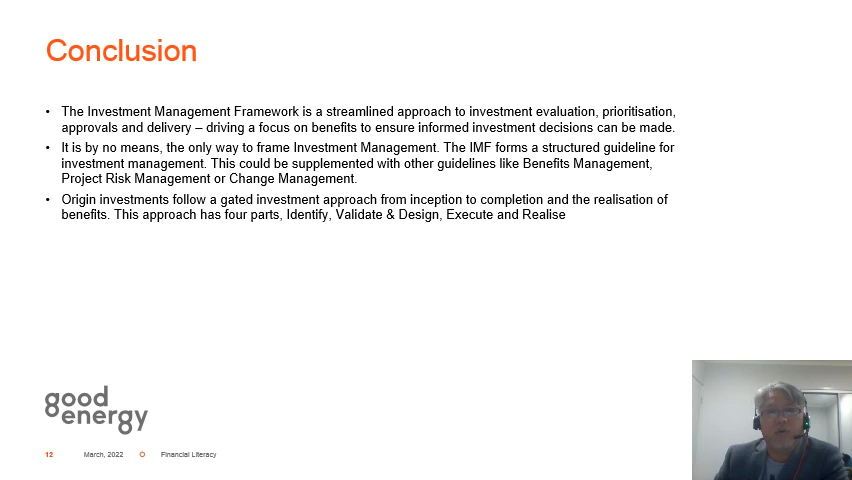 Conclusion
• The Investment Management Framework is a streamlined approach to investment evaluation, prioritisation,
approvals and delivery – driving a focus on benefits to ensure informed investment decisions can be made.
• It is by no means, the only way to frame Investment Management. The IMF forms a structured guideline for
investment management. This could be supplemented with other guidelines like Benefits Management,
Project Risk Management or Change Management.
• Origin investments follow a gated investment approach from inception to completion and the realisation of
benefits. This approach has four parts, Identify, Validate & Design, Execute and Realise
good
energy
12 March, 2022 Financial Literacy